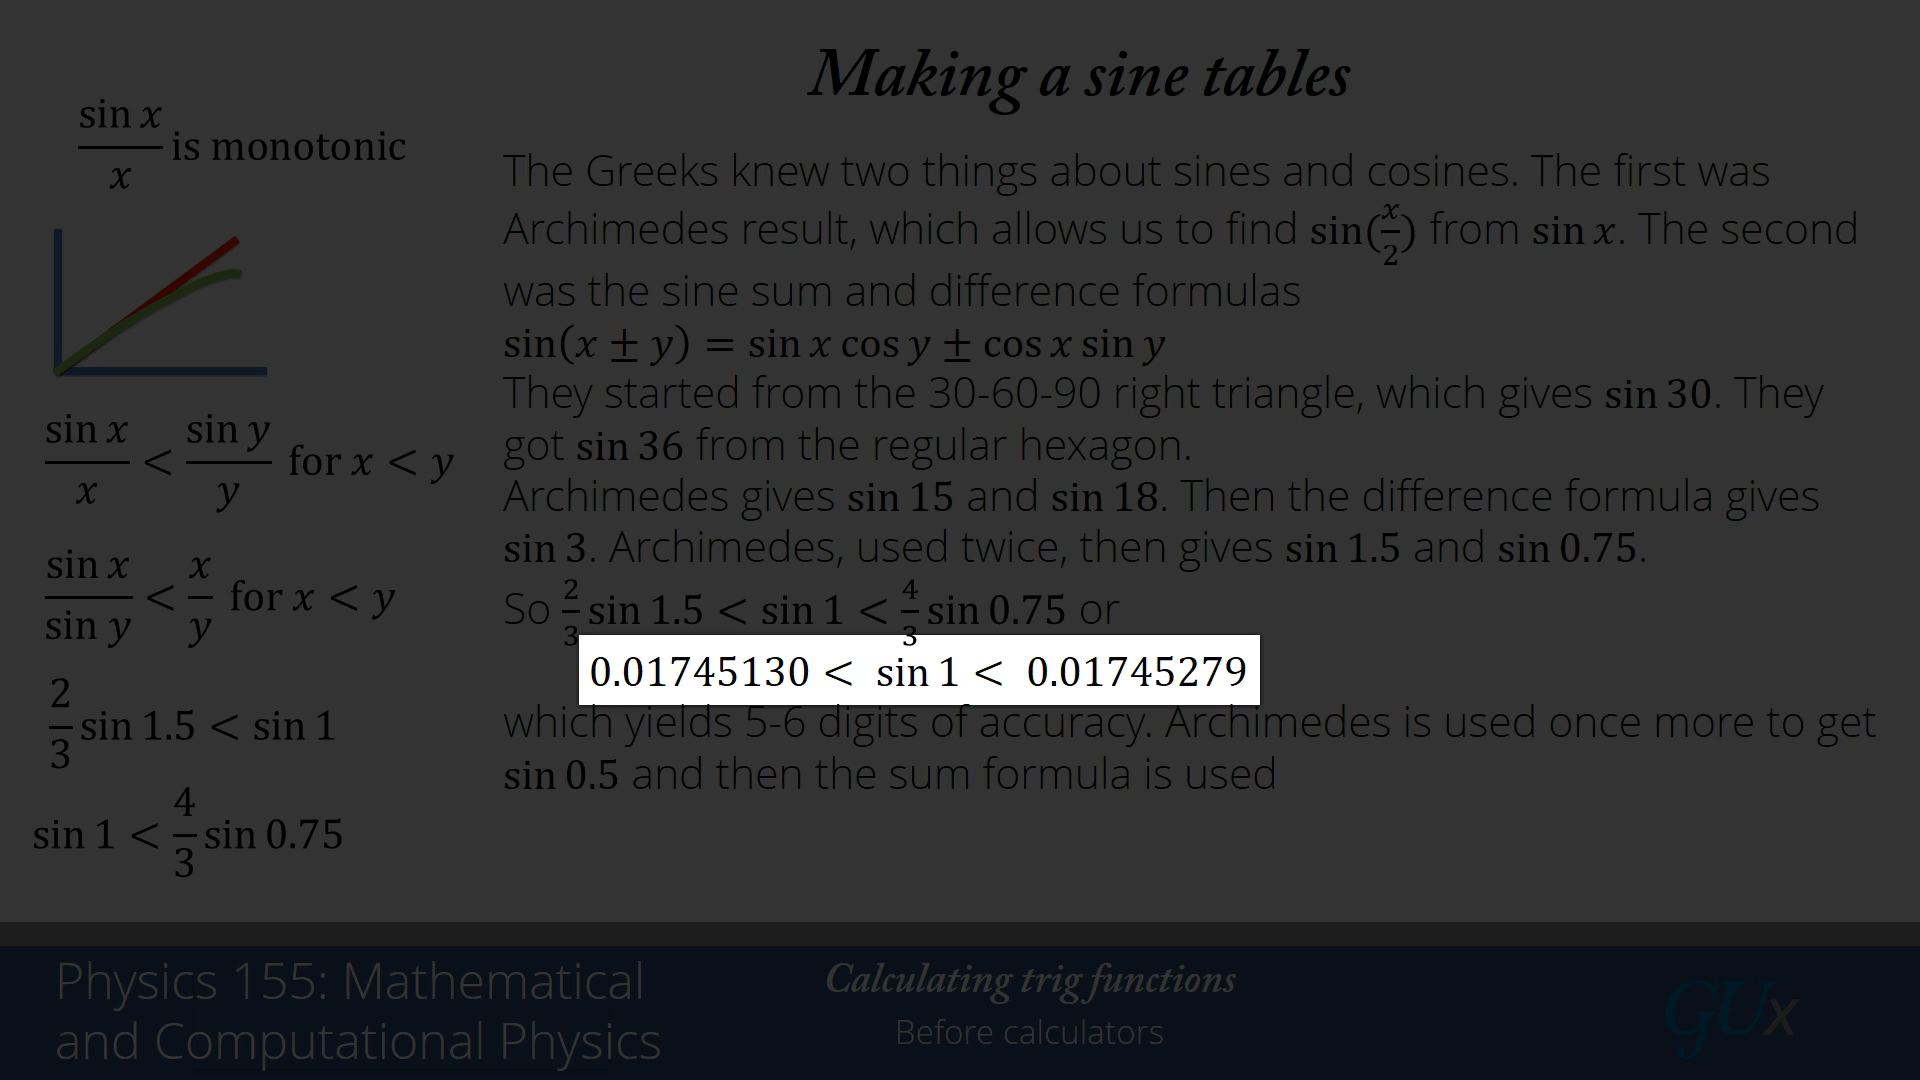 Making a sine tables
sin x / x is monotonic
sin x / x < sin y / y for x < y
sin x / sin y < x / y for x < y
2/3 sin 1.5 < sin 1
sin 1 < 4/3 sin 0.75
The Greeks knew two things about sines and cosines. The first was
Archimedes result, which allows us to find sin(x/2) from sin x. The second
was the sine sum and difference formulas
sin(x ± y) = sin x cos y ± cos x sin y
They started from the 30-60-90 right triangle, which gives sin 30. They
got sin 36 from the regular hexagon.
Archimedes gives sin 15 and sin 18. Then the difference formula gives
sin 3. Archimedes, used twice, then gives sin 1.5 and sin 0.75.
So 2/3 sin 1.5 < sin 1 < 4/3 sin 0.75 or
0.01745130 < sin 1 < 0.01745279
which yields 5-6 digits of accuracy. Archimedes is used once more to get
sin 0.5 and then the sum formula is used
Physics 155: Mathematical
and Computational Physics
Calculating trig functions
Before calculators
GUx